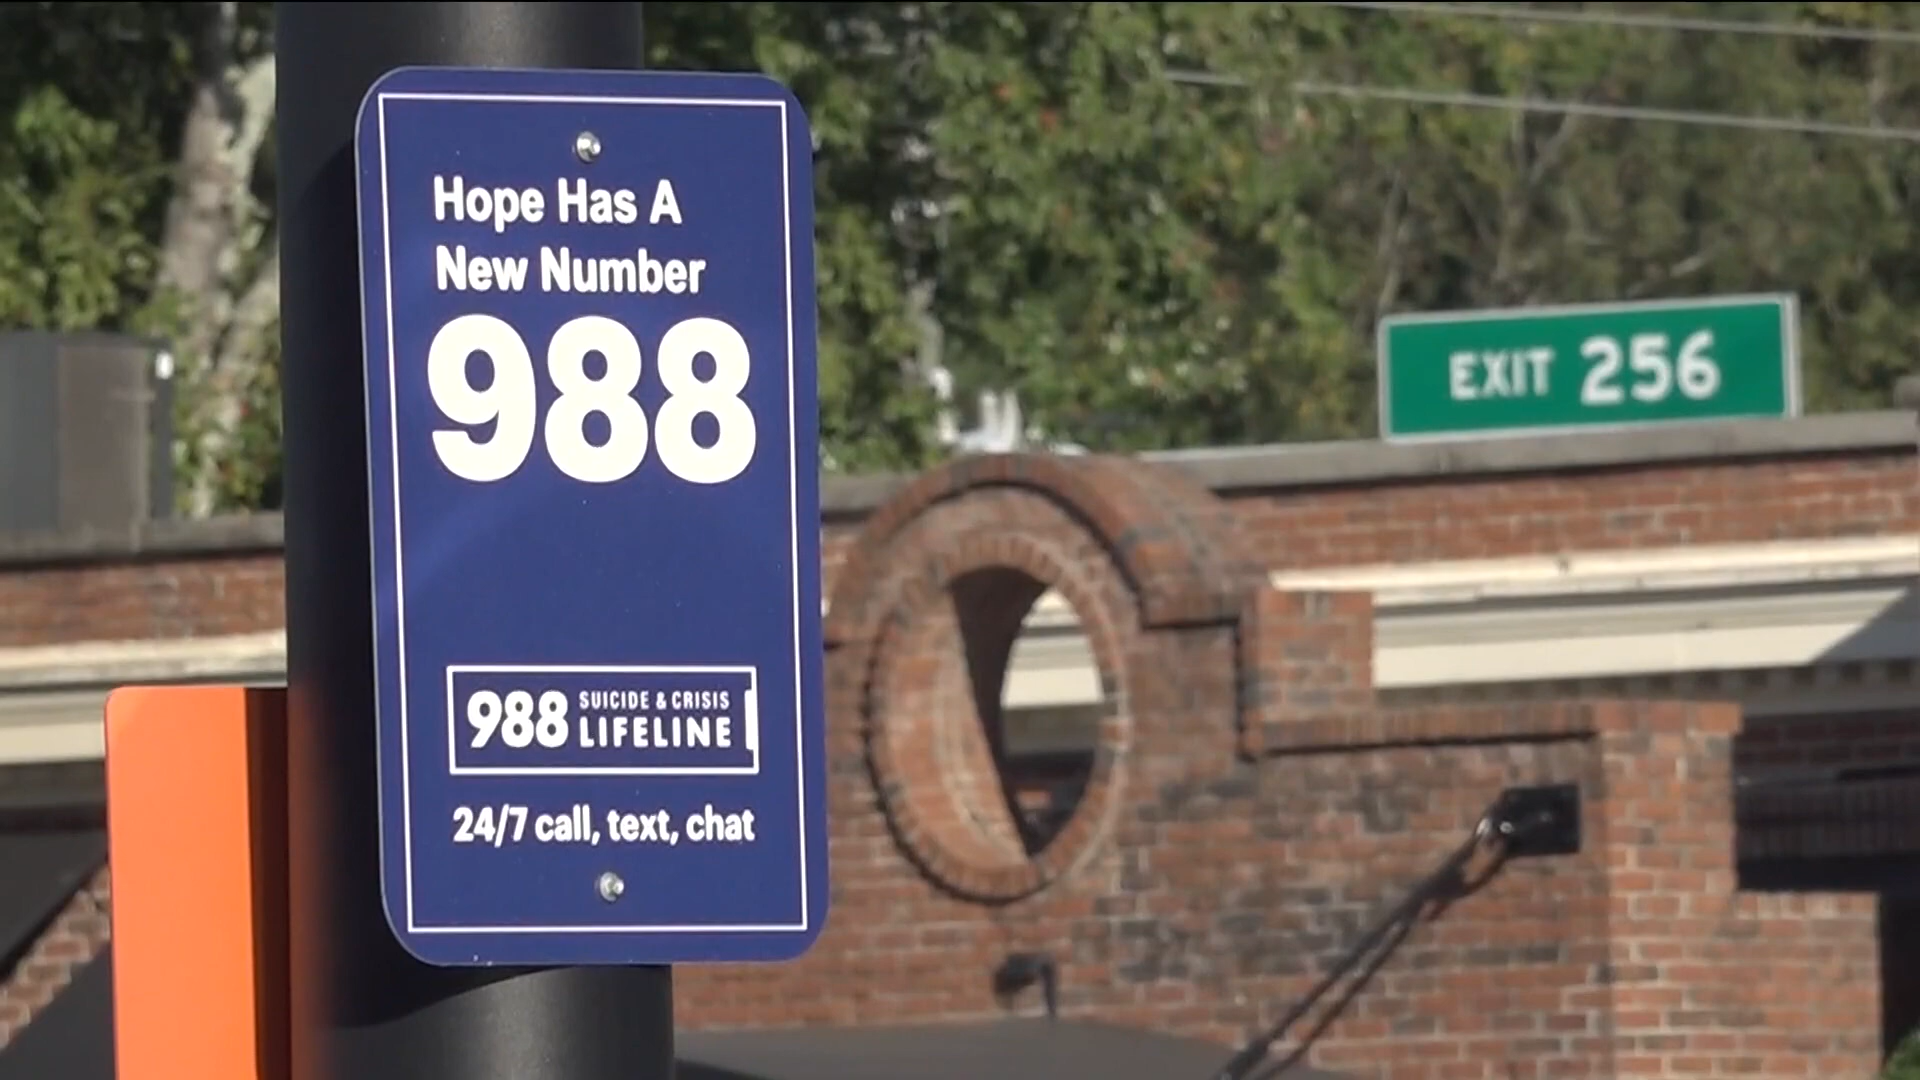 Hope Has A
New Number
988
988 SUICIDE & CRISIS
LIFELINE
24/7 call, text, chat
EXIT 256